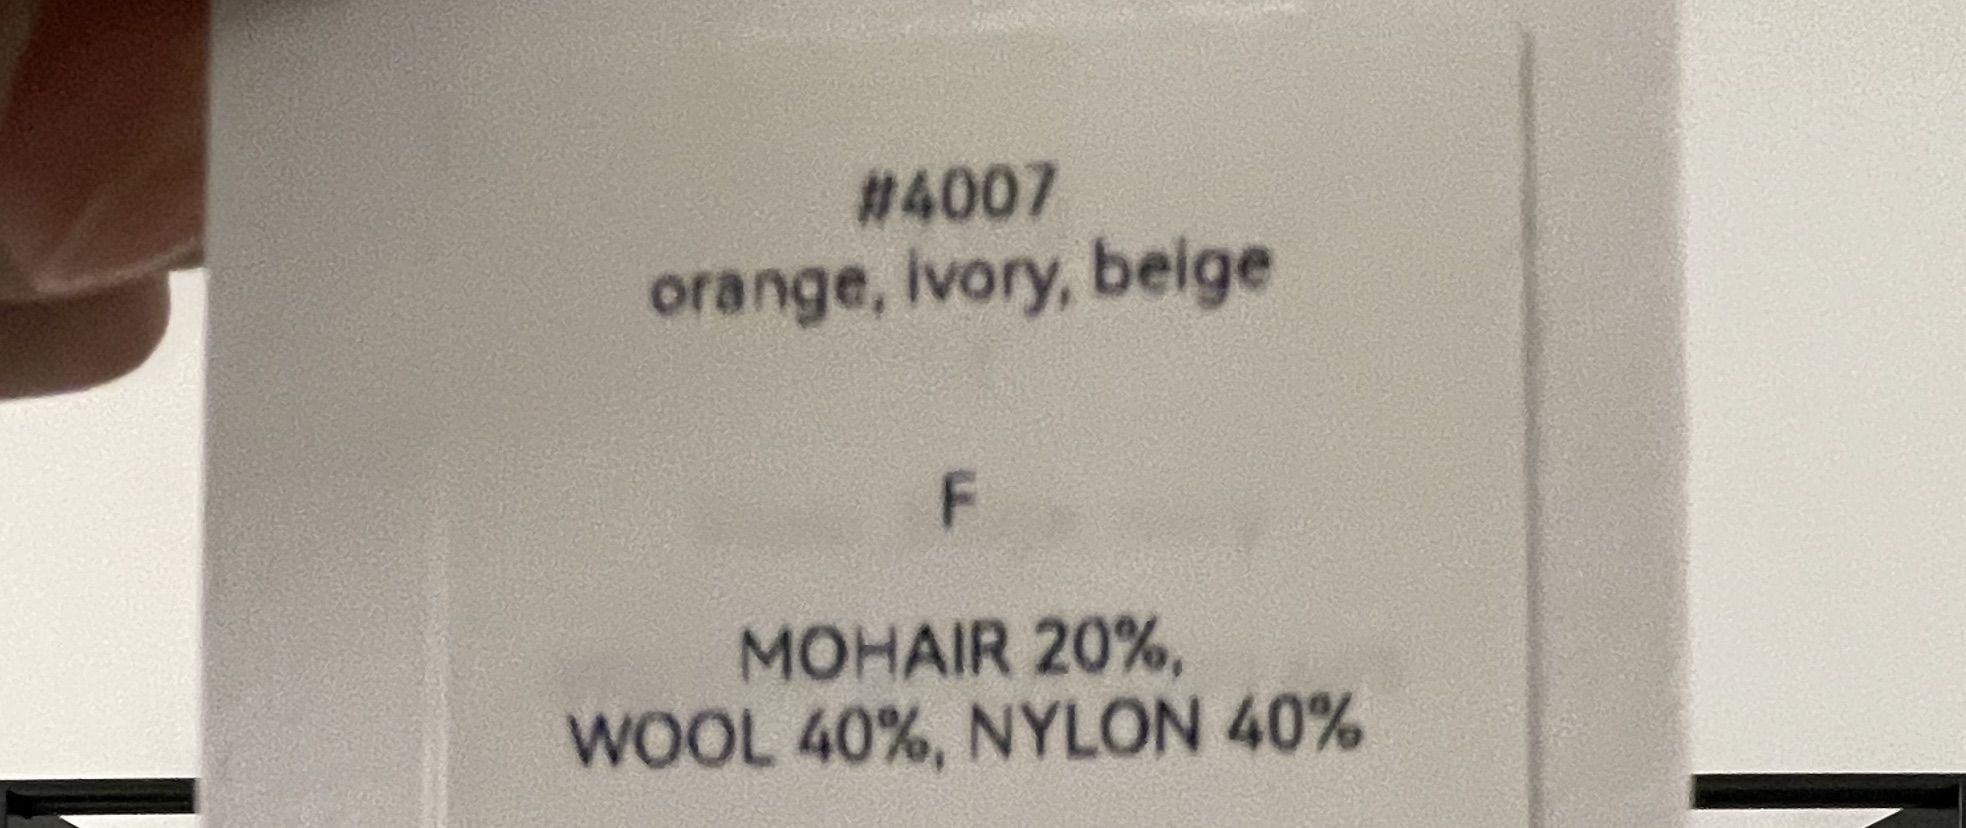 #4007
orange, ivory, beige
F
MOHAIR 20%,
WOOL 40%, NYLON 40%